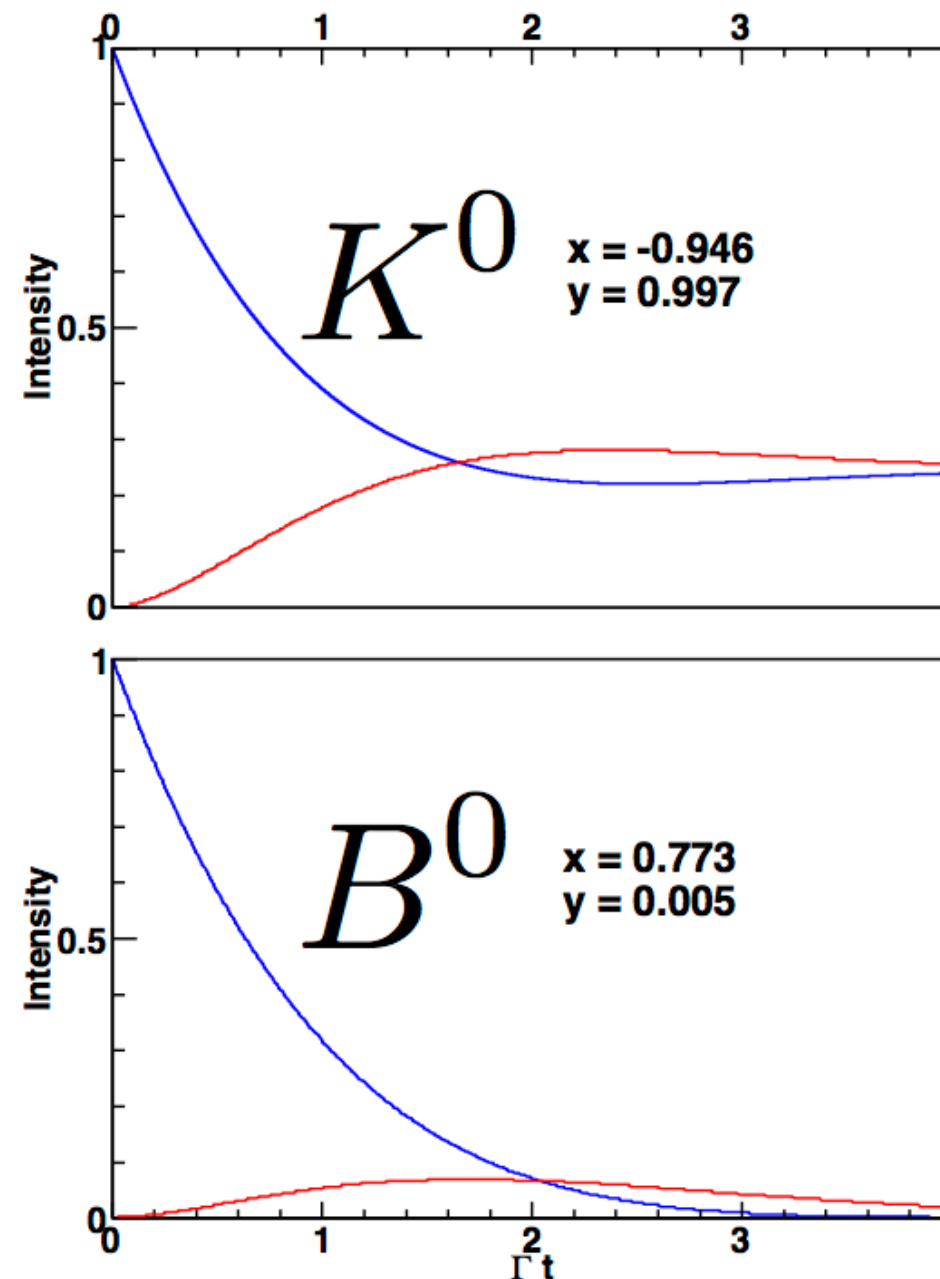 0 1 2 3
1
K⁰
x = -0.946
y = 0.997
Intensity
0.5
0
1
B⁰
x = 0.773
y = 0.005
Intensity
0.5
0
0 1 2 3
Γ t